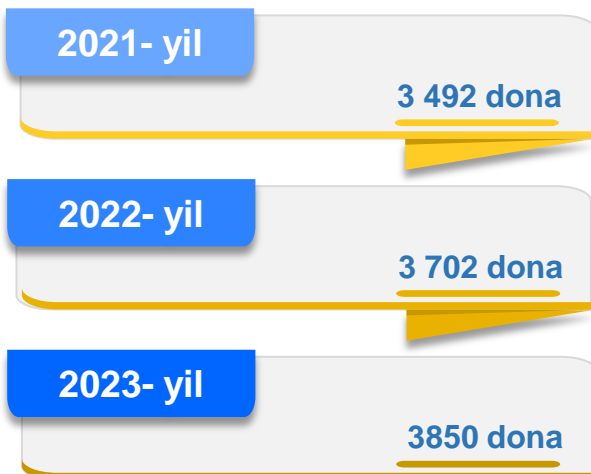 2021- yil
3 492 dona
2022- yil
3 702 dona
2023- yil
3850 dona